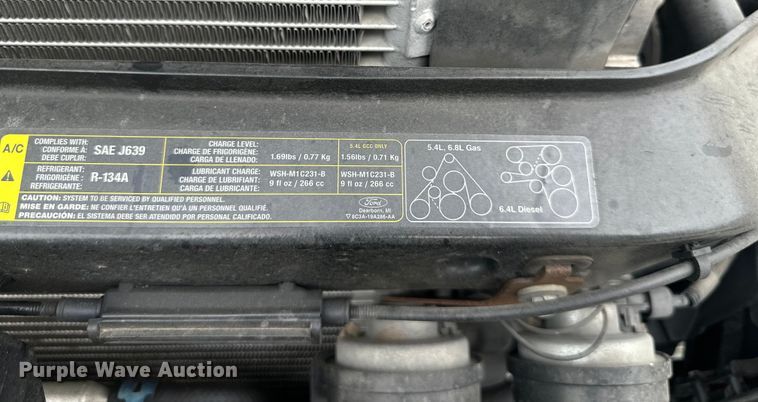 A/C
COMPLIES WITH:
CONFORME À:
DEBE CUPLIR:
SAE J639
CHARGE LEVEL:
CHARGE DE FRIGORIGÈNE:
CARGA DE LLENADO:
1.69lbs / 0.77 Kg
5.4L GCC ONLY
1.56lbs / 0.71 Kg
REFRIGERANT:
FRIGORIGÈNE:
REFRIGERANTE:
R-134A
LUBRICANT CHARGE:
CHARGE DE LUBRIFIANT:
CARGA DE LUBRICANTE:
WSH-M1C231-B
9 fl oz / 266 cc
WSH-M1C231-B
9 fl oz / 266 cc
CAUTION: SYSTEM TO BE SERVICED BY QUALIFIED PERSONNEL.
MISE EN GARDE: NE CONFIER L'ENTRETIEN QU'À UN PERSONNEL QUALIFIÉ.
PRECAUCIÓN: EL SISTEMA DEBE SER ATENDIDO POR PERSONAL CALIFICADO.
Ford
Dearborn, MI
8C3A-19A286-AA
5.4L, 6.8L Gas
6.4L Diesel
Purple Wave Auction